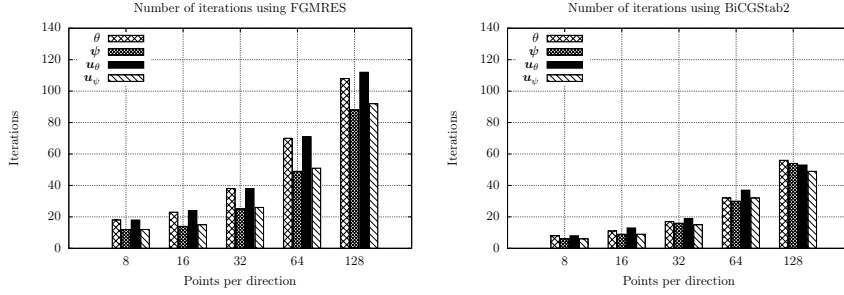 Number of iterations using FGMRES
140
120
100
80
60
40
20
0
Iterations
θ
ψ
u_θ
u_ψ
8 16 32 64 128
Points per direction
Number of iterations using BiCGStab2
140
120
100
80
60
40
20
0
Iterations
θ
ψ
u_θ
u_ψ
8 16 32 64 128
Points per direction